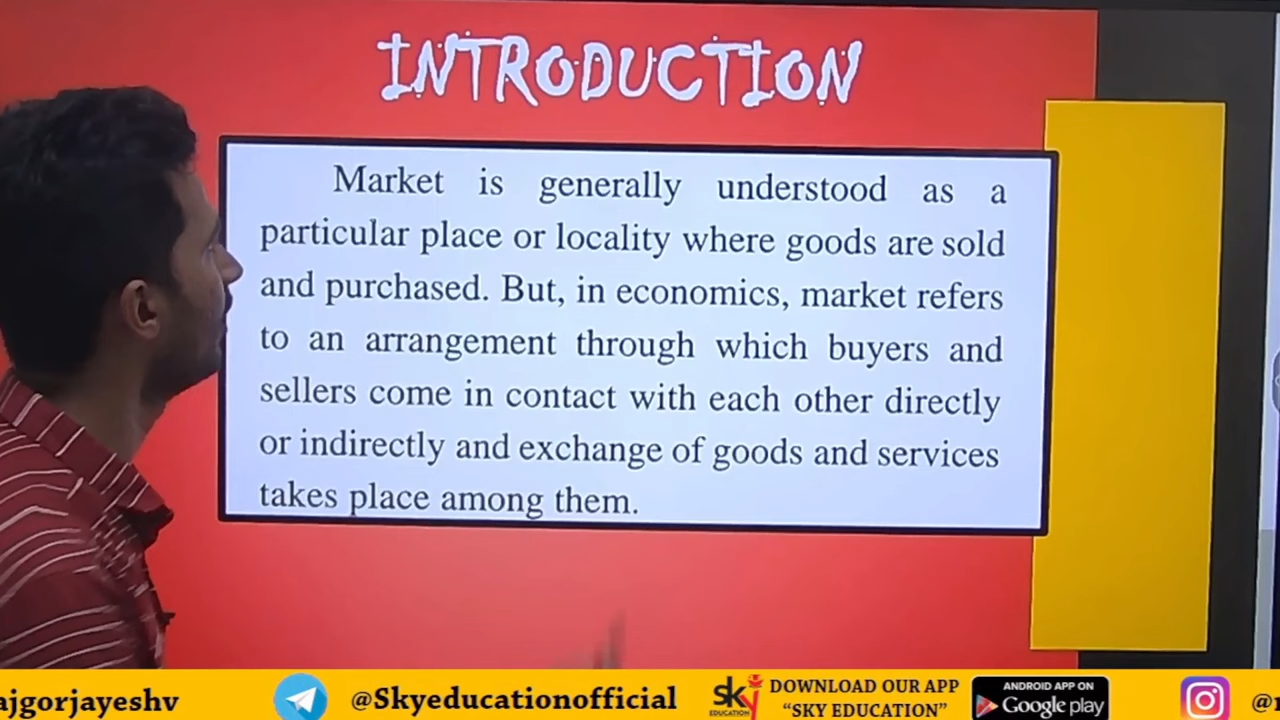 INTRODUCTION
Market is generally understood as a
particular place or locality where goods are sold
and purchased. But, in economics, market refers
to an arrangement through which buyers and
sellers come in contact with each other directly
or indirectly and exchange of goods and services
takes place among them.
ajgorjayeshv
@Skyeducationofficial
sky
EDUCATION
DOWNLOAD OUR APP
“SKY EDUCATION”
ANDROID APP ON
Google play
@